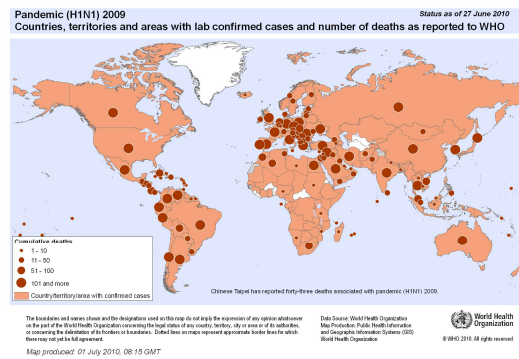 Pandemic (H1N1) 2009
Status as of 27 June 2010
Countries, territories and areas with lab confirmed cases and number of deaths as reported to WHO
Cumulative deaths
1 - 10
11 - 50
51 - 100
101 and more
Country/territory/area with confirmed cases
Chinese Taipei has reported forty-three deaths associated with pandemic (H1N1) 2009.
The boundaries and names shown and the designations used on this map do not imply the expression of any opinion whatsoever
on the part of the World Health Organization concerning the legal status of any country, territory, city or area or of its authorities,
or concerning the delimitation of its frontiers or boundaries. Dotted lines on maps represent approximate border lines for which
there may not yet be full agreement.
Data Source: World Health Organization
Map Production: Public Health Information
and Geographic Information Systems (GIS)
World Health Organization
World Health
Organization
© WHO 2010. All rights reserved
Map produced: 01 July 2010, 08:15 GMT